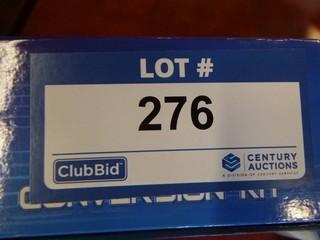 LOT #
276
ClubBid
CENTURY
AUCTIONS
A DIVISION OF CENTURY SERVICES
CONVERSION KIT